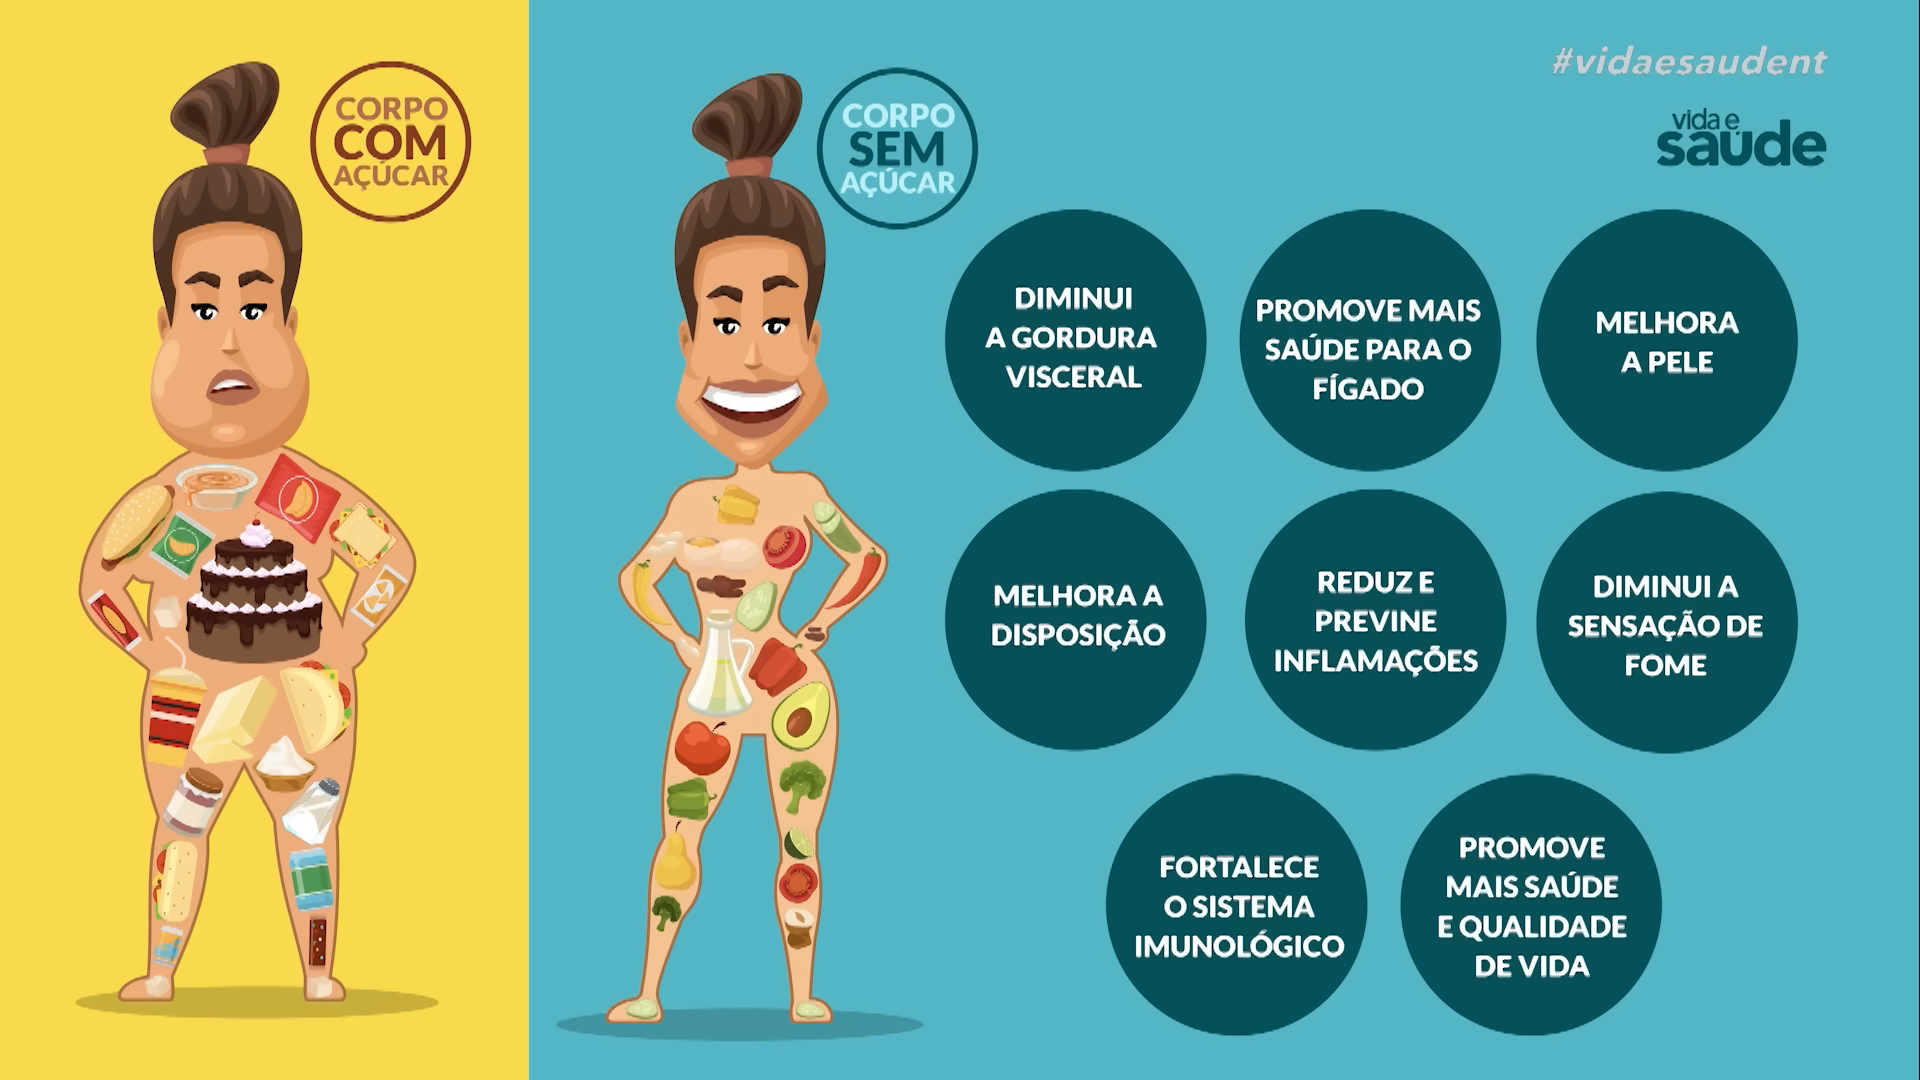 CORPO
COM
AÇÚCAR
CORPO
SEM
AÇÚCAR
#vidaesaudent
vida e
saúde
DIMINUI
A GORDURA
VISCERAL
PROMOVE MAIS
SAÚDE PARA O
FÍGADO
MELHORA
A PELE
MELHORA A
DISPOSIÇÃO
REDUZ E
PREVINE
INFLAMAÇÕES
DIMINUI A
SENSAÇÃO DE
FOME
FORTALECE
O SISTEMA
IMUNOLÓGICO
PROMOVE
MAIS SAÚDE
E QUALIDADE
DE VIDA